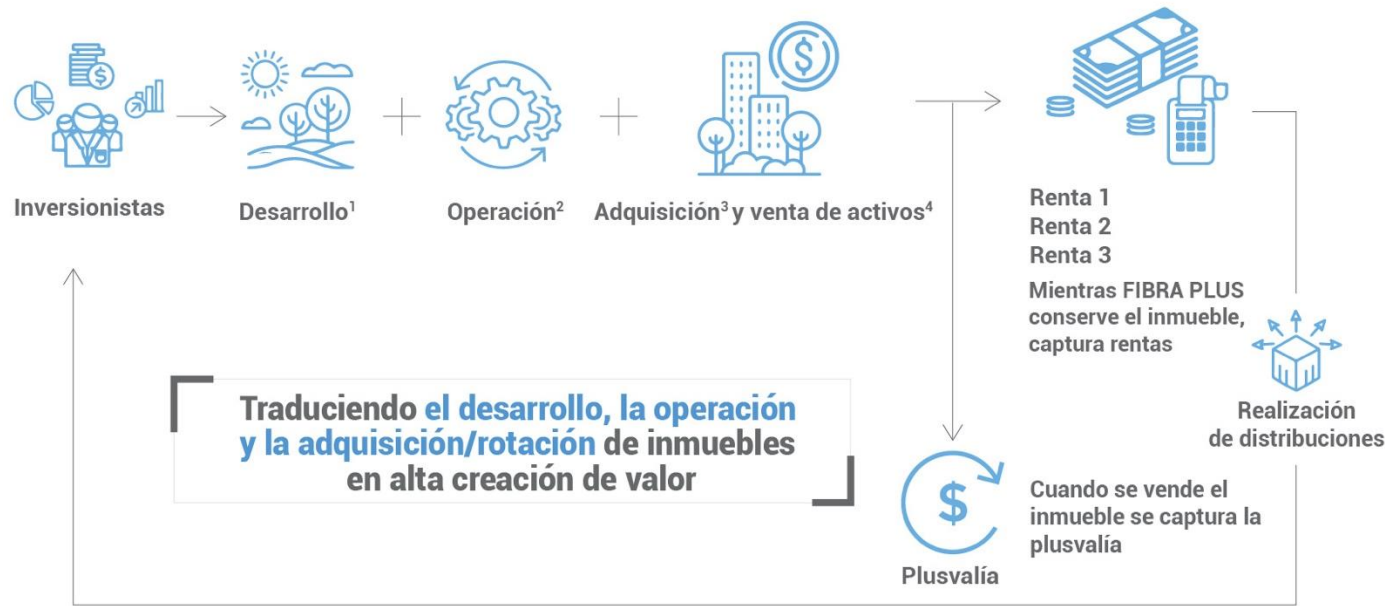 Inversionistas
Desarrollo¹
Operación²
Adquisición³ y venta de activos⁴
Renta 1
Renta 2
Renta 3
Mientras FIBRA PLUS
conserve el inmueble,
captura rentas
Realización
de distribuciones
Traduciendo el desarrollo, la operación
y la adquisición/rotación de inmuebles
en alta creación de valor
$
Plusvalía
Cuando se vende el
inmueble se captura la
plusvalía